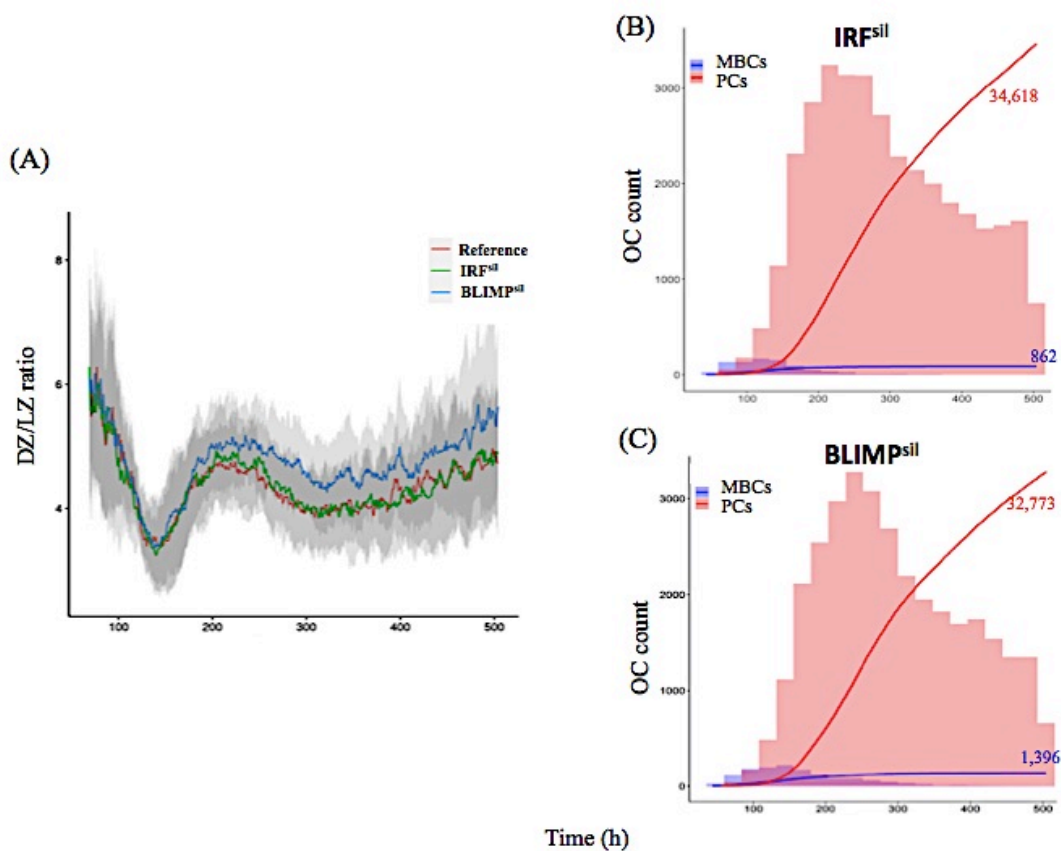 (A)
DZ/LZ ratio
8
6
4
Reference
IRFsil
BLIMPsil
100 200 300 400 500
(B)
IRFsil
MBCs
PCs
OC count
3000
2000
1000
0
34,618
862
100 200 300 400 500
(C)
BLIMPsil
MBCs
PCs
OC count
3000
2000
1000
0
32,773
1,396
100 200 300 400 500
Time (h)